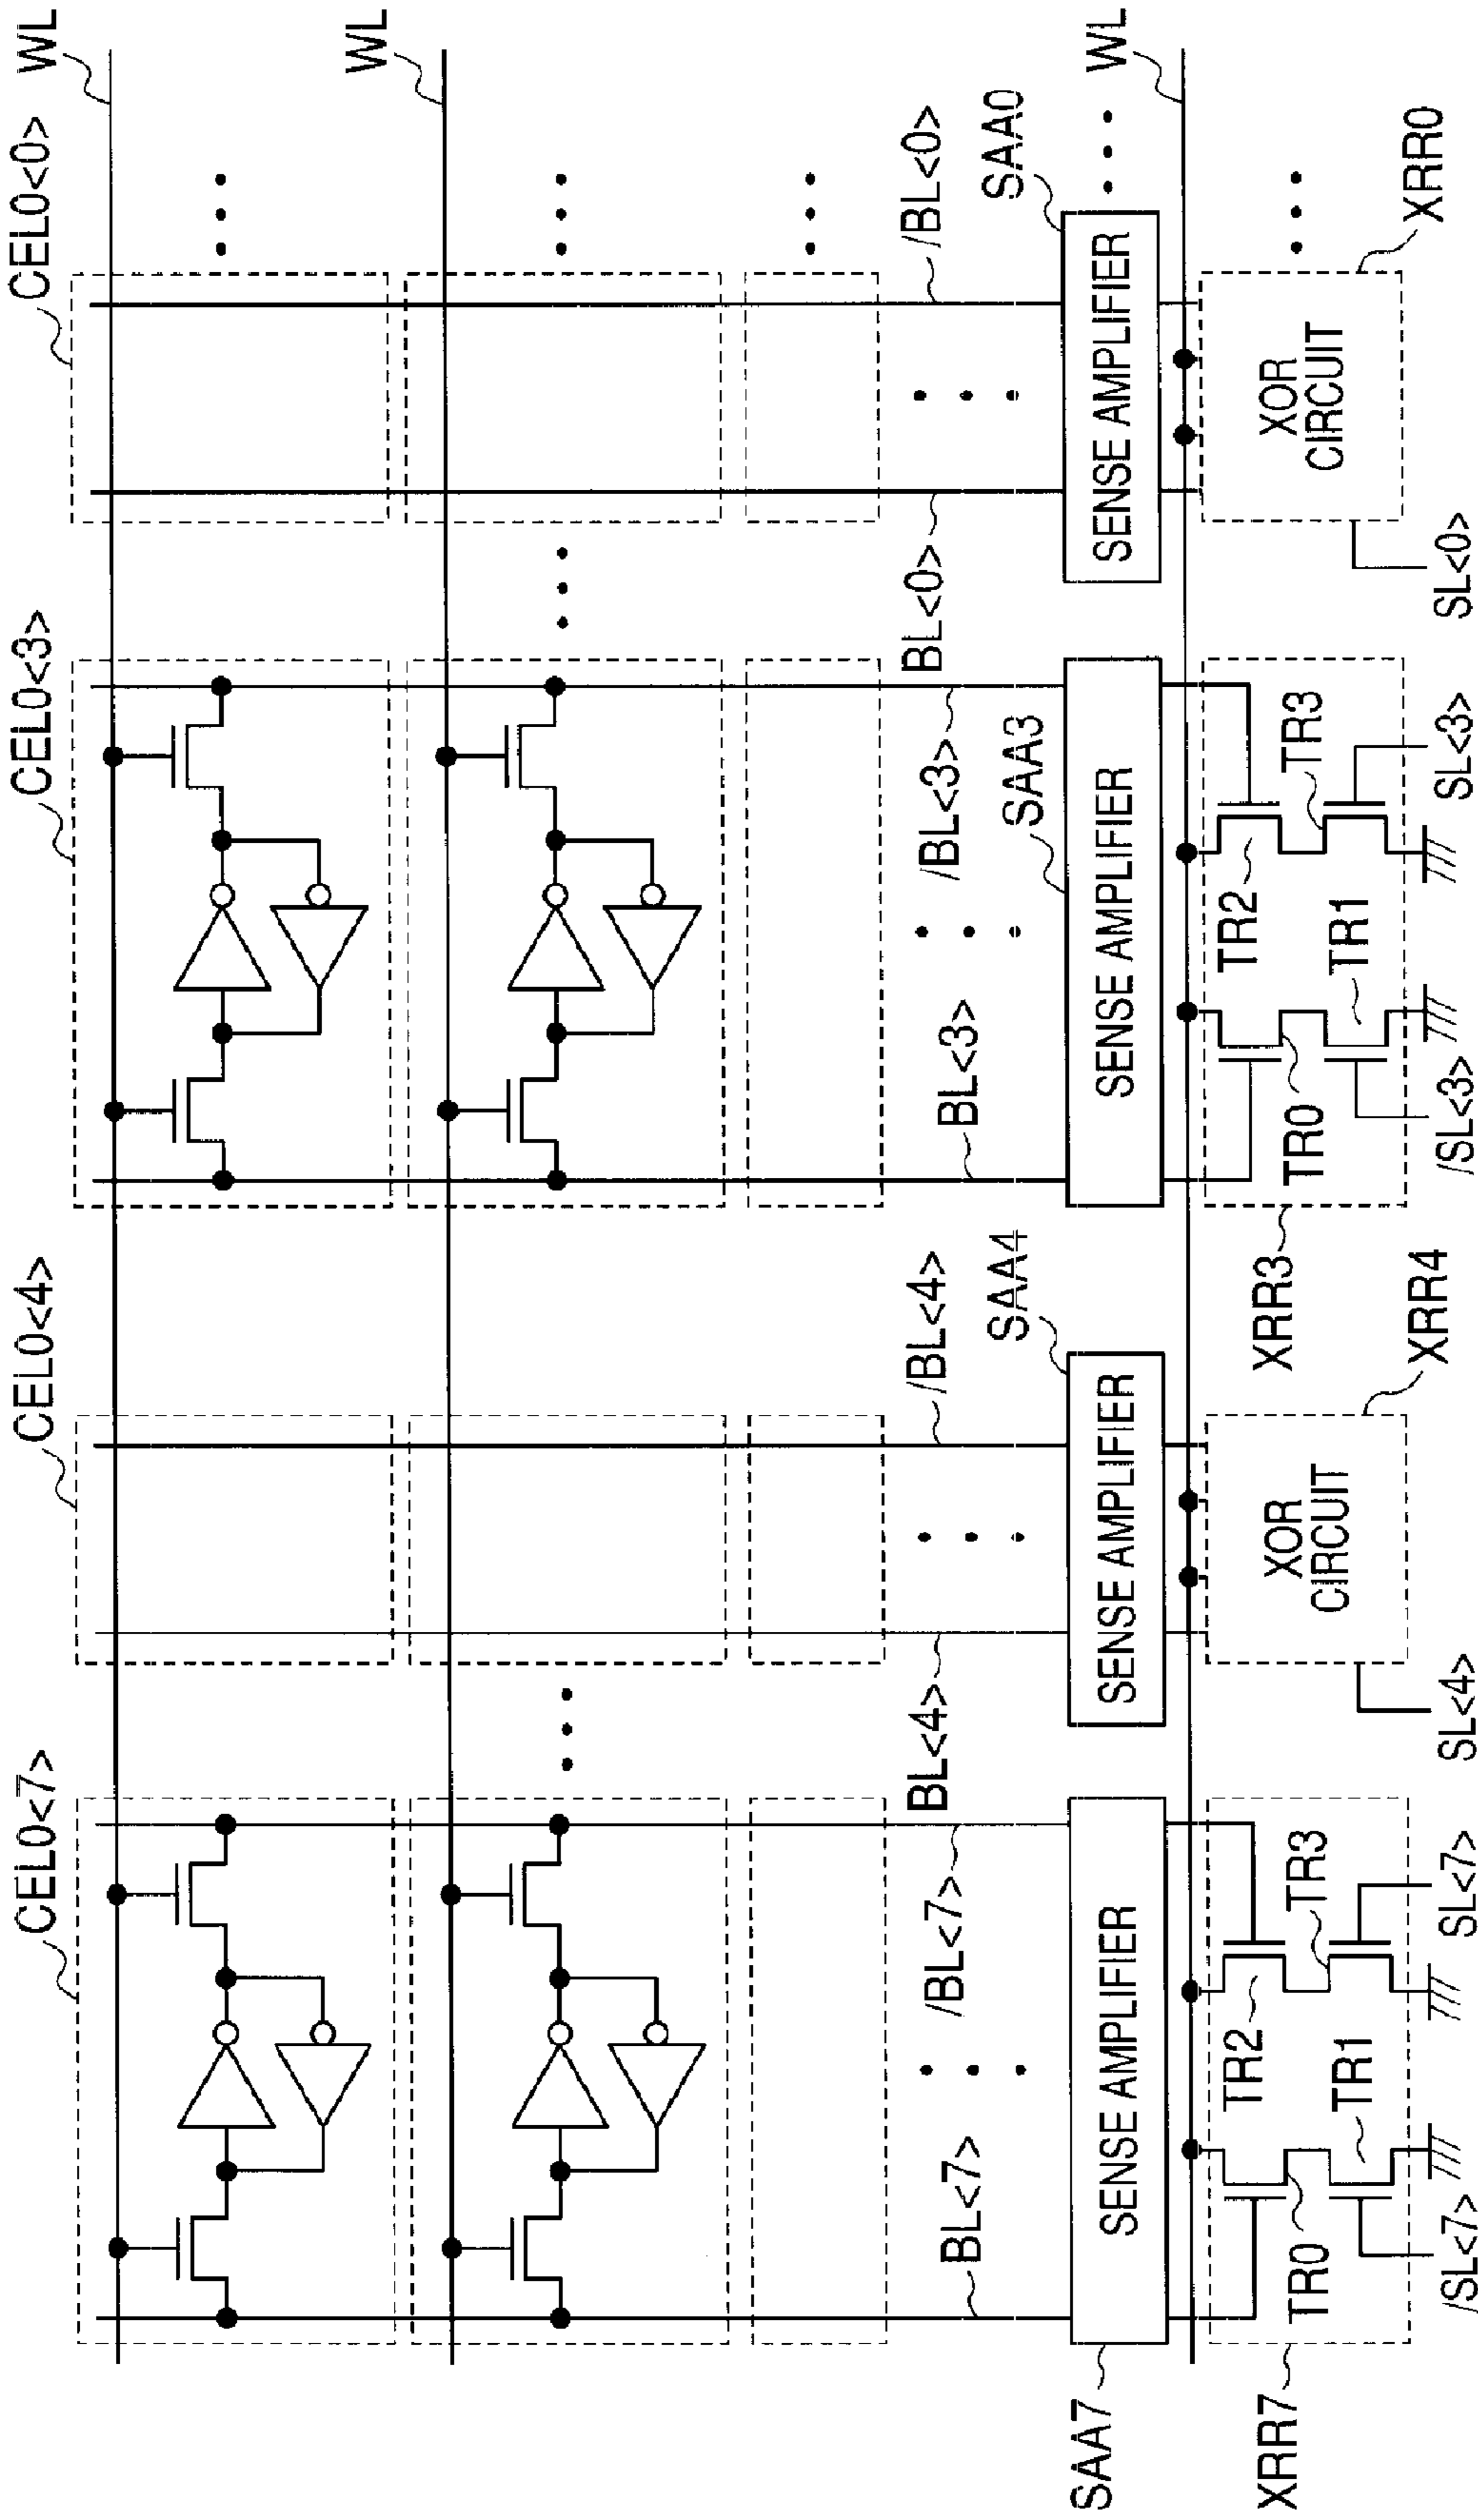 CEL0<7>
CEL0<4>
CEL0<3>
CEL0<0>
WL
WL
BL<7>
/BL<7>
BL<4>
/BL<4>
BL<3>
/BL<3>
BL<0>
/BL<0>
SAA7
SENSE AMPLIFIER
SAA4
SENSE AMPLIFIER
SAA3
SENSE AMPLIFIER
SAA0
SENSE AMPLIFIER
WL
XRR7
TR0
TR2
TR1
TR3
/SL<7>
SL<7>
XOR
CIRCUIT
SL<4>
XRR4
XRR3
TR0
TR2
TR1
TR3
/SL<3>
SL<3>
XOR
CIRCUIT
SL<0>
XRR0